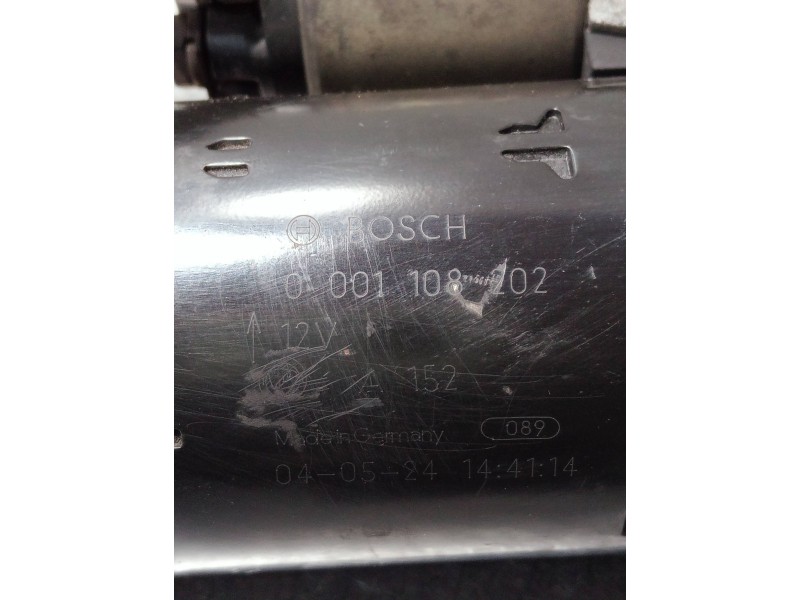 BOSCH
0 001 108 202
12V
A 152
Made in Germany 089
04-05-24 14:41:14